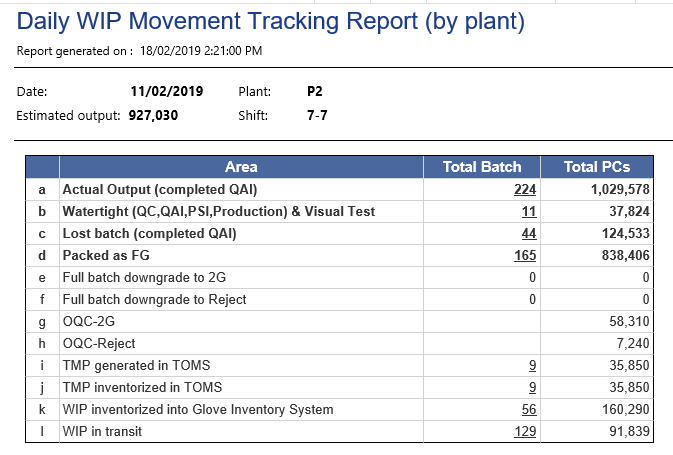 Daily WIP Movement Tracking Report (by plant)
Report generated on : 18/02/2019 2:21:00 PM
Date: 11/02/2019 Plant: P2
Estimated output: 927,030 Shift: 7-7
Area Total Batch Total PCs
a Actual Output (completed QAI) 224 1,029,578
b Watertight (QC,QAI,PSI,Production) & Visual Test 11 37,824
c Lost batch (completed QAI) 44 124,533
d Packed as FG 165 838,406
e Full batch downgrade to 2G 0 0
f Full batch downgrade to Reject 0 0
g OQC-2G 58,310
h OQC-Reject 7,240
i TMP generated in TOMS 9 35,850
j TMP inventorized in TOMS 9 35,850
k WIP inventorized into Glove Inventory System 56 160,290
l WIP in transit 129 91,839